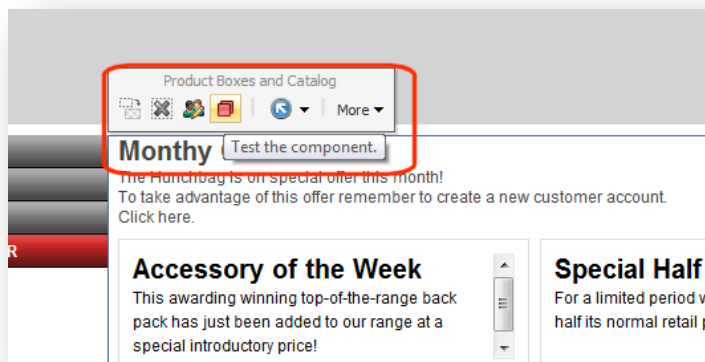 Product Boxes and Catalog
More
Test the component.
Monthy
The Hunchbag is on special offer this month!
To take advantage of this offer remember to create a new customer account.
Click here.
R
Accessory of the Week
This awarding winning top-of-the-range back
pack has just been added to our range at a
special introductory price!
Special Half
For a limited period w
half its normal retail p